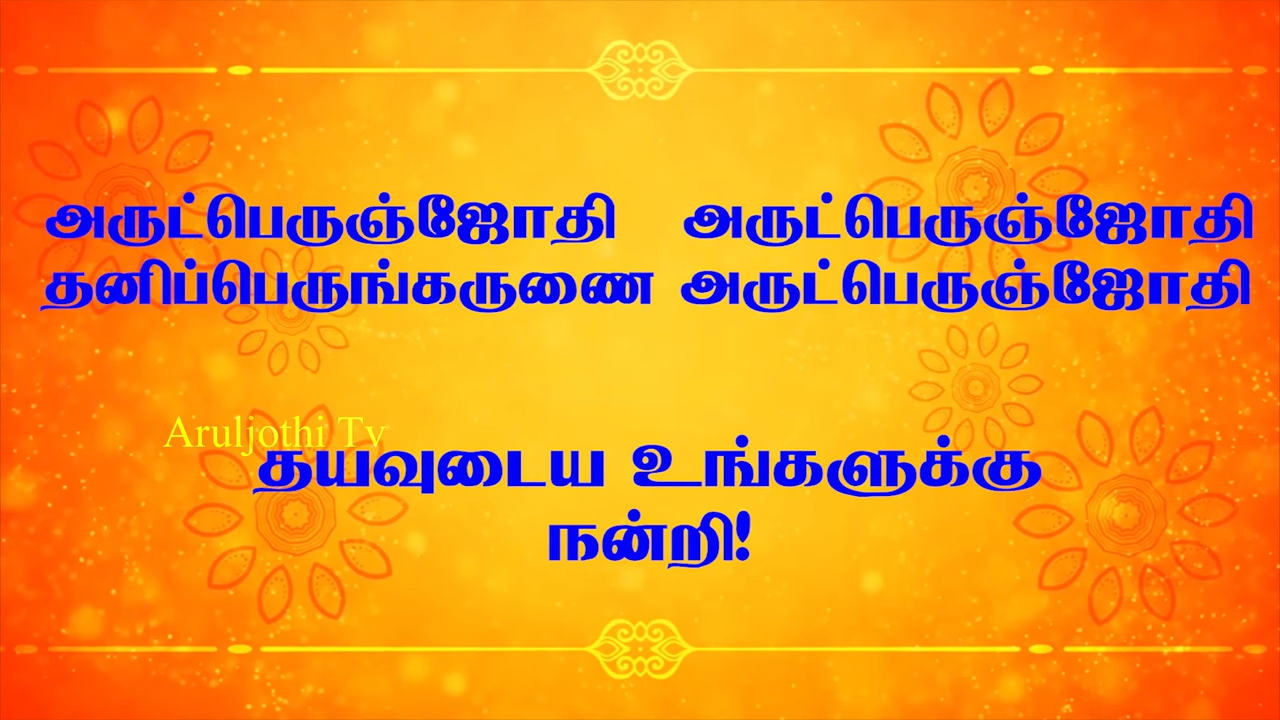 அருட்பெருஞ்ஜோதி அருட்பெருஞ்ஜோதி
தனிப்பெருங்கருணை அருட்பெருஞ்ஜோதி
Aruljothi Tv
தயவுடைய உங்களுக்கு
நன்றி!